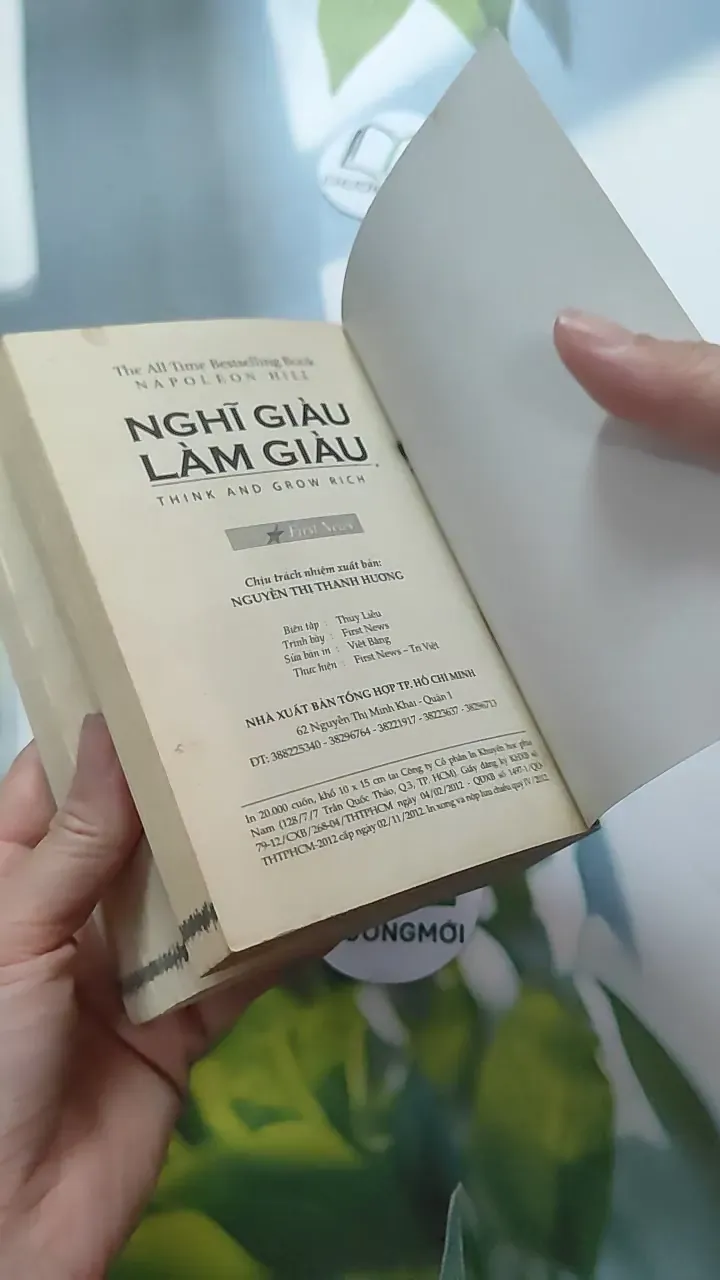 The All Time Bestselling Book
NAPOLEON HILL
NGHĨ GIÀU
LÀM GIÀU
THINK AND GROW RICH
First News
Chịu trách nhiệm xuất bản:
NGUYỄN THỊ THANH HƯƠNG
Biên tập : Thuý Liễu
Trình bày : First News
Sửa bản in : Việt Bằng
Thực hiện : First News – Trí Việt
NHÀ XUẤT BẢN TỔNG HỢP TP. HỒ CHÍ MINH
62 Nguyễn Thị Minh Khai - Quận 1
ĐT: 388225340 - 38296764 - 38221917 - 38223637 - 38296713
In 20.000 cuốn, khổ 10 x 15 cm tại Công ty Cổ phần In Khuyến học phía
Nam (128/7/7 Trần Quốc Thảo, Q.3, TP. HCM). Giấy đăng ký KHXB số
79-12/CXB/268-04/THTPHCM ngày 04/02/2012 - QĐXB số 1497-1/QĐ-
THTPHCM-2012 cấp ngày 02/11/2012. In xong và nộp lưu chiểu quý IV/2012